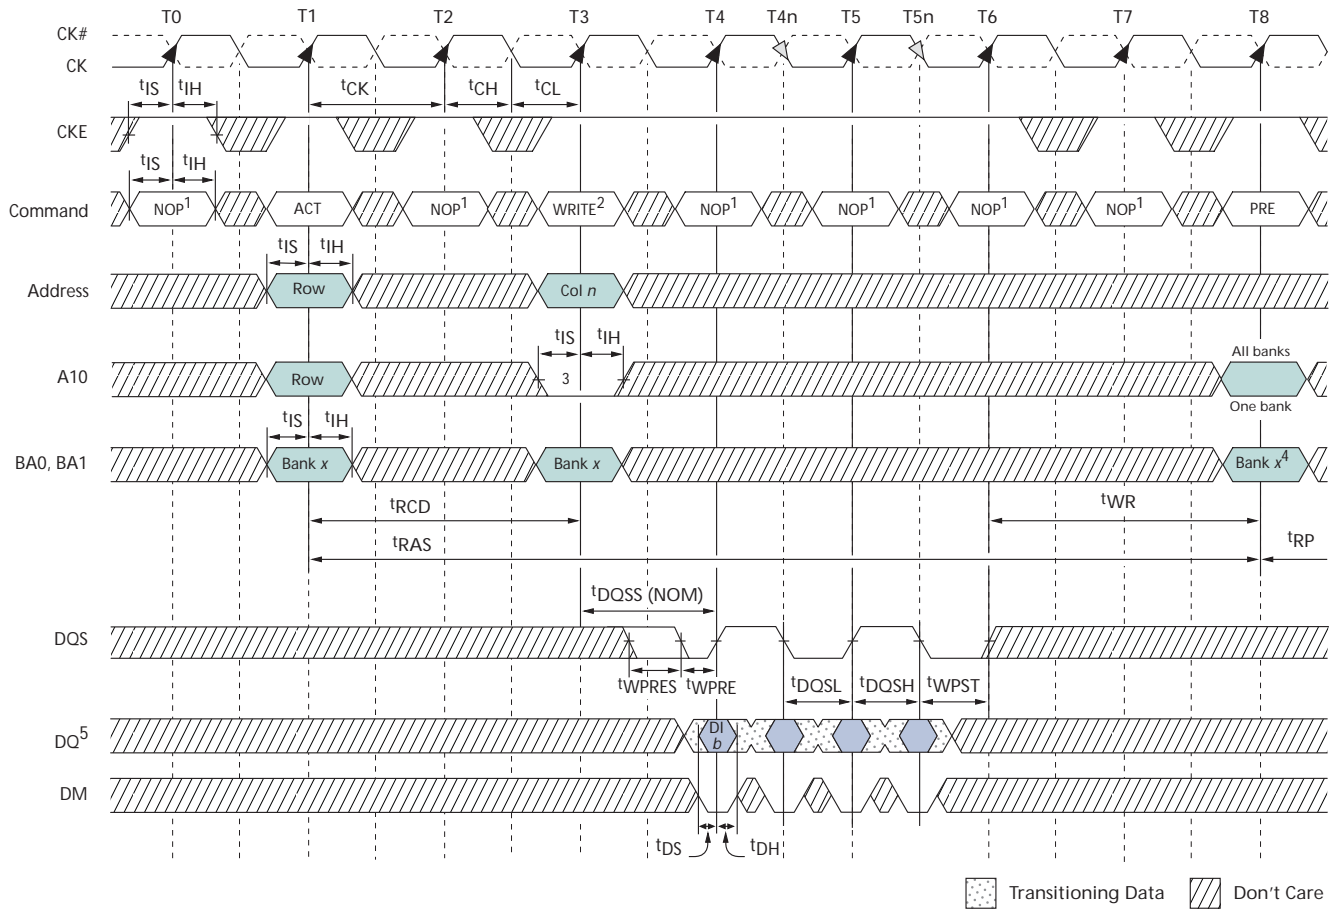 T0 T1 T2 T3 T4 T4n T5 T5n T6 T7 T8
CK#
CK
tIS tIH tCK tCH tCL
CKE
tIS tIH
Command NOP1 ACT NOP1 WRITE2 NOP1 NOP1 NOP1 NOP1 PRE
tIS tIH
Address Row Col n
tIS tIH
All banks
A10 Row 3
One bank
tIS tIH
BA0, BA1 Bank x Bank x Bank x4
tRCD tWR
tRAS tRP
tDQSS (NOM)
DQS
tWPRES tWPRE tDQSL tDQSH tWPST
DQ5 DI
b
DM
tDS tDH
Transitioning Data Don't Care